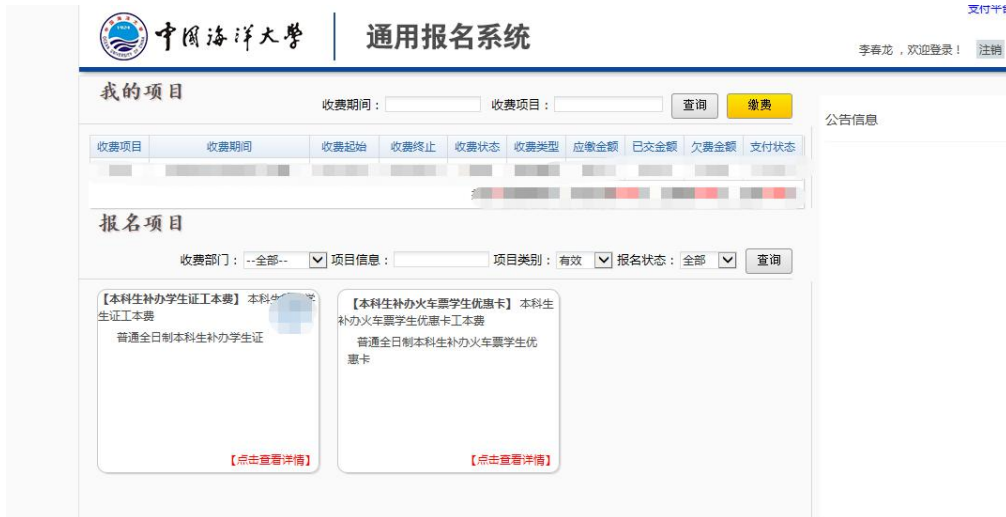 支付平台
中国海洋大学 通用报名系统
李春龙，欢迎登录！ 注销
我的项目
收费期间： 收费项目： 查询 缴费
公告信息
收费项目 收费期间 收费起始 收费终止 收费状态 收费类型 应缴金额 已交金额 欠费金额 支付状态
报名项目
收费部门： --全部-- 项目信息： 项目类别： 有效 报名状态： 全部 查询
【本科生补办学生证工本费】 本科生
生证工本费
普通全日制本科生补办学生证
【点击查看详情】
【本科生补办火车票学生优惠卡】 本科生
补办火车票学生优惠卡工本费
普通全日制本科生补办火车票学生优
惠卡
【点击查看详情】